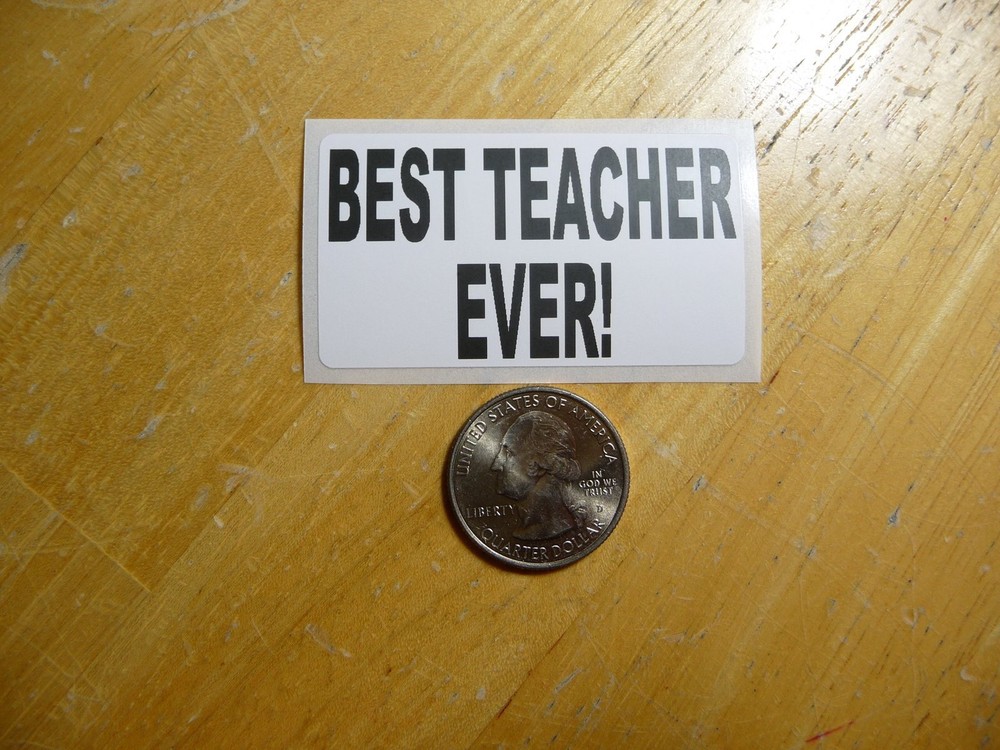 BEST TEACHER
EVER!
UNITED STATES OF AMERICA
IN
GOD WE
TRUST
LIBERTY
D
QUARTER DOLLAR